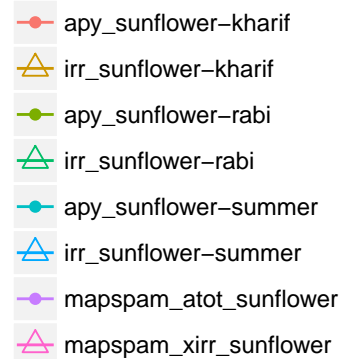 apy_sunflower−kharif
irr_sunflower−kharif
apy_sunflower−rabi
irr_sunflower−rabi
apy_sunflower−summer
irr_sunflower−summer
mapspam_atot_sunflower
mapspam_xirr_sunflower